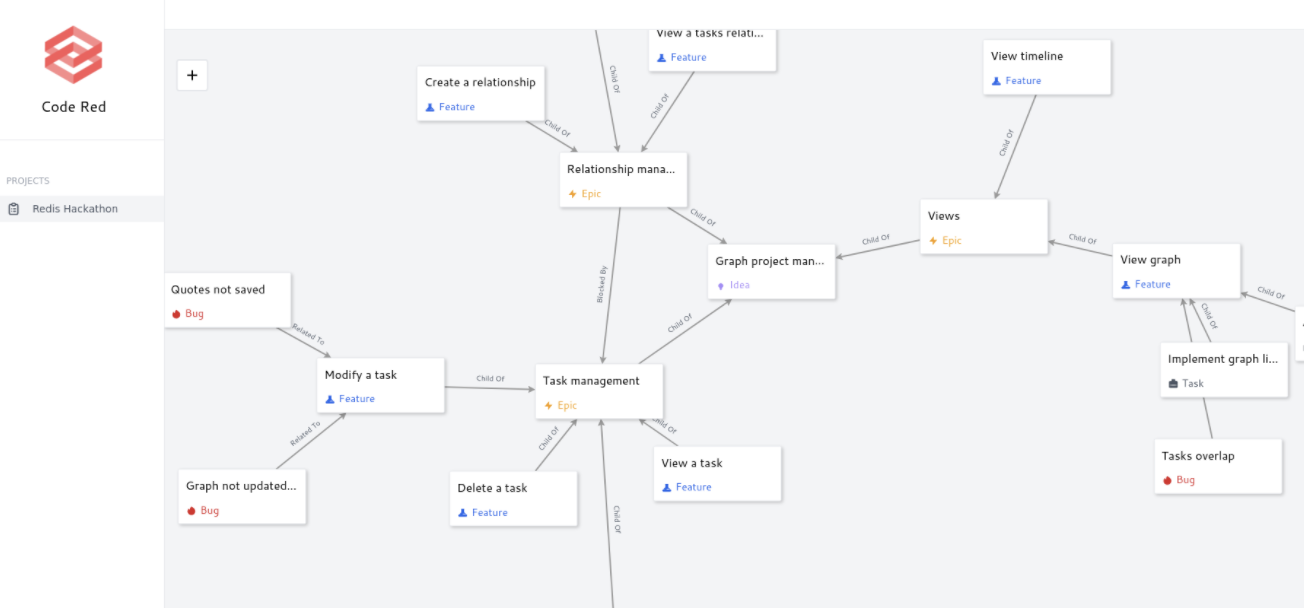 Code Red
PROJECTS
Redis Hackathon
+
View a tasks relati...
Feature
View timeline
Feature
Create a relationship
Feature
Child Of
Child Of
Child Of
Child Of
Relationship mana...
Epic
Child Of
Views
Epic
Child Of
Child Of
Graph project man...
Idea
View graph
Feature
Child Of
Quotes not saved
Bug
Blocked By
Child Of
Child Of
Related To
Implement graph li...
Task
Modify a task
Feature
Child Of
Task management
Epic
Related To
Child Of
Child Of
Tasks overlap
Bug
View a task
Feature
Graph not updated...
Bug
Delete a task
Feature
Child Of